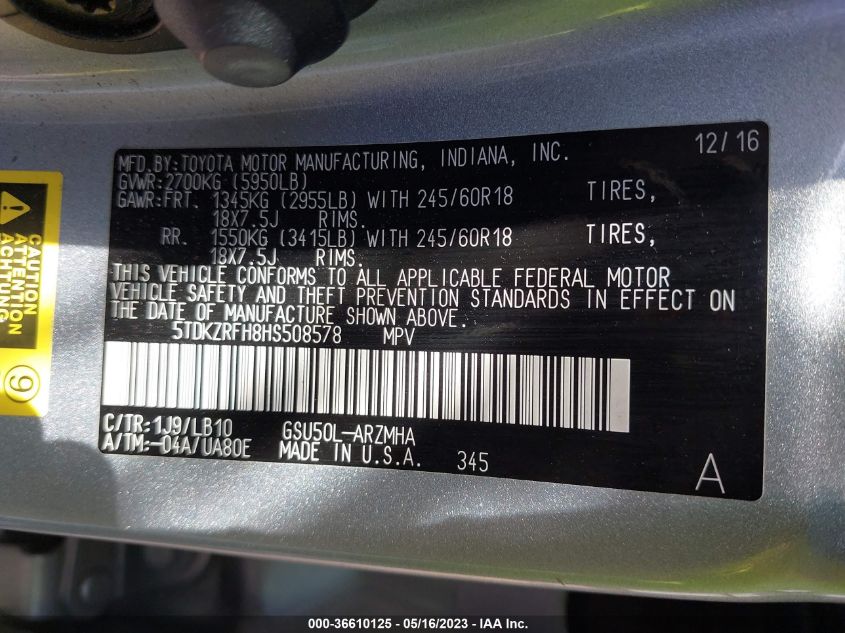 12/16
MFD.BY:TOYOTA MOTOR MANUFACTURING, INDIANA, INC.
GVWR:2700KG (5950LB)
GAWR:FRT. 1345KG (2955LB) WITH 245/60R18 TIRES,
18X7.5J RIMS.
RR. 1550KG (3415LB) WITH 245/60R18 TIRES,
18X7.5J RIMS.
THIS VEHICLE CONFORMS TO ALL APPLICABLE FEDERAL MOTOR
VEHICLE SAFETY AND THEFT PREVENTION STANDARDS IN EFFECT ON
THE DATE OF MANUFACTURE SHOWN ABOVE.
5TDKZRFH8HS508578 MPV
C/TR:1J9/LB10 GSU50L-ARZMHA
A/TM:-04A/UA80E MADE IN U.S.A. 345
A
CAUTION
ATTENTION
ACHTUNG
9
000-36610125 - 05/16/2023 - IAA Inc.